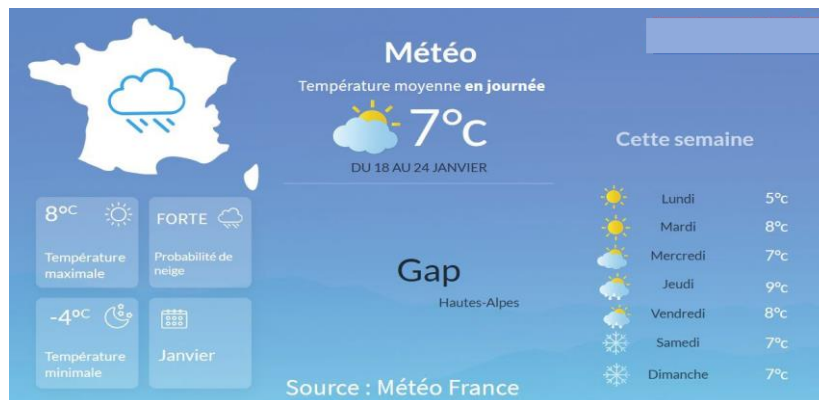 Météo
Température moyenne en journée
7°c
DU 18 AU 24 JANVIER
8°C
Température
maximale
FORTE
Probabilité de
neige
-4°C
Température
minimale
Janvier
Gap
Hautes-Alpes
Source : Météo France
Cette semaine
Lundi 5°c
Mardi 8°c
Mercredi 7°c
Jeudi 9°c
Vendredi 8°c
Samedi 7°c
Dimanche 7°c